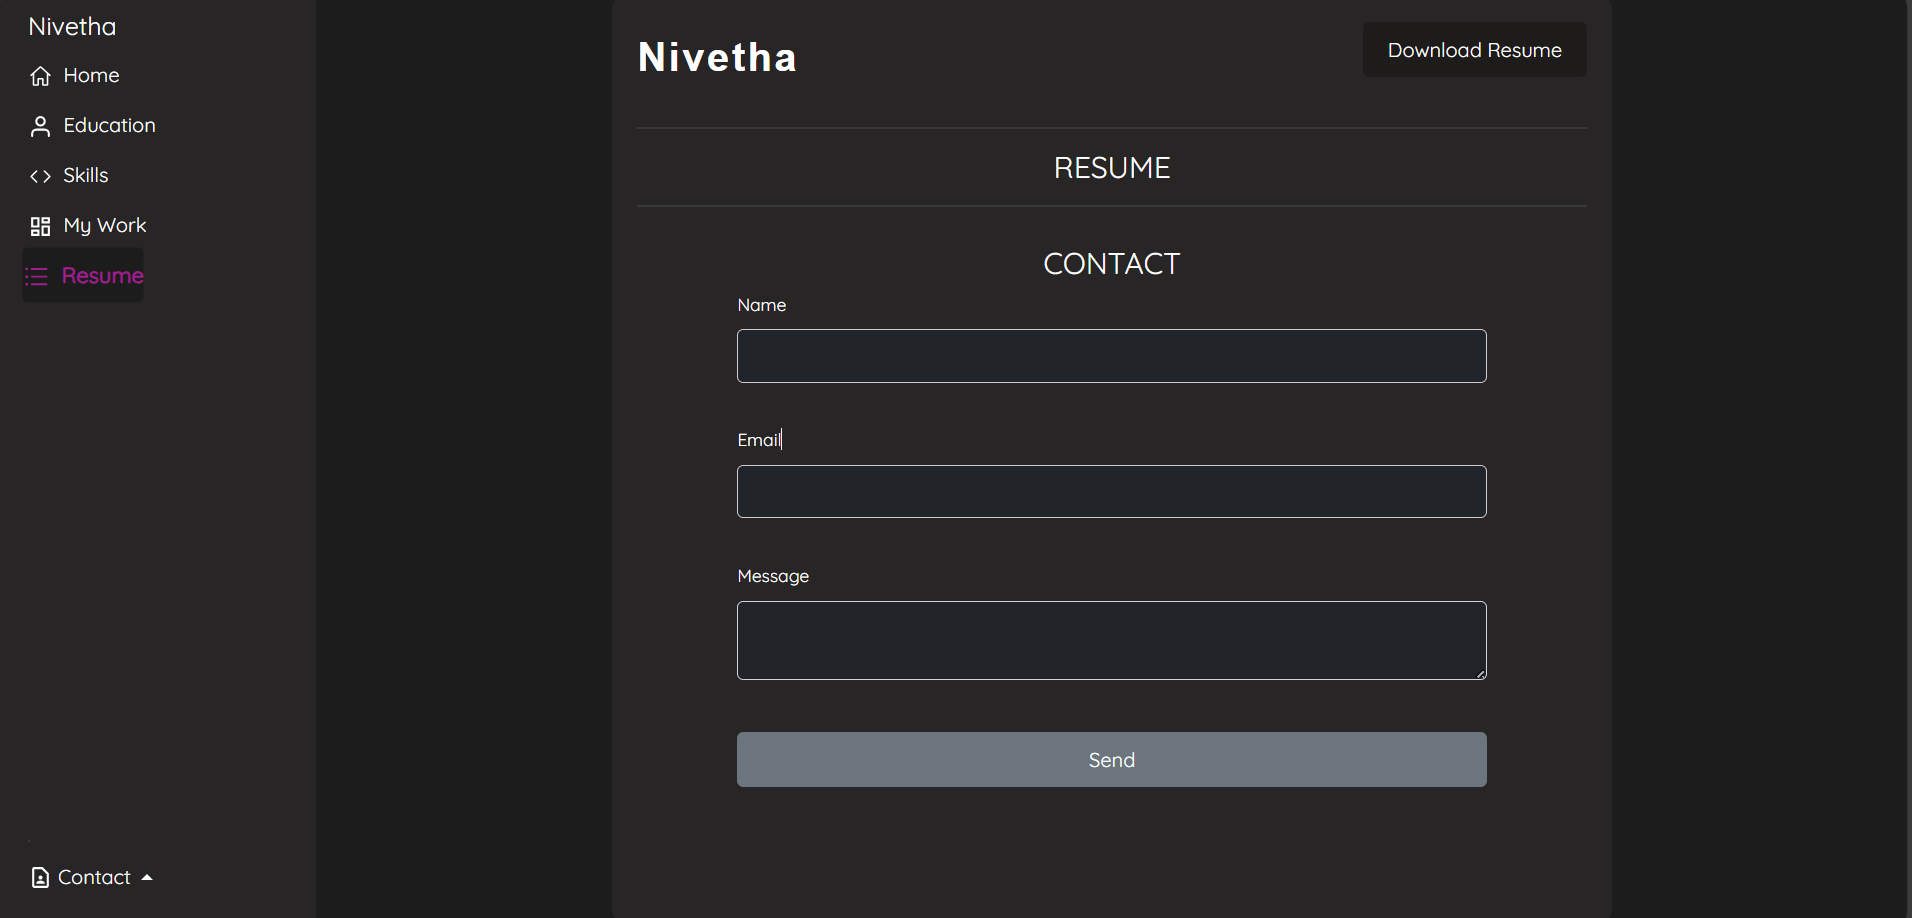 Nivetha
Home
Education
Skills
My Work
Resume
Contact
Nivetha
Download Resume
RESUME
CONTACT
Name
Email
Message
Send